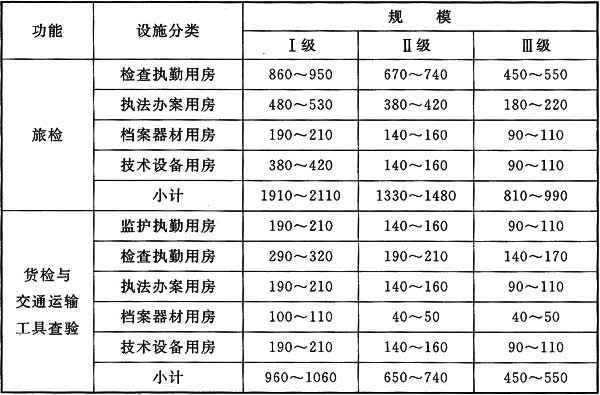 功能 设施分类 规 模
Ⅰ级 Ⅱ级 Ⅲ级
旅检 检查执勤用房 860～950 670～740 450～550
执法办案用房 480～530 380～420 180～220
档案器材用房 190～210 140～160 90～110
技术设备用房 380～420 140～160 90～110
小计 1910～2110 1330～1480 810～990
货检与
交通运输
工具查验
监护执勤用房 190～210 140～160 90～110
检查执勤用房 290～320 190～210 140～170
执法办案用房 190～210 140～160 90～110
档案器材用房 100～110 40～50 40～50
技术设备用房 190～210 140～160 90～110
小计 960～1060 650～740 450～550